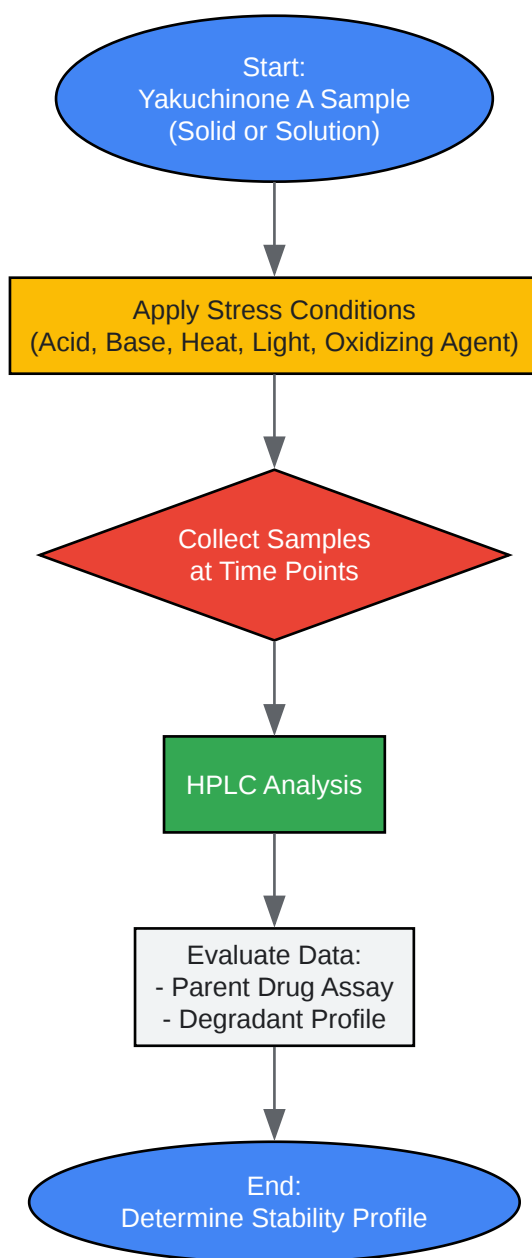 Start:
Yakuchinone A Sample
(Solid or Solution)
Apply Stress Conditions
(Acid, Base, Heat, Light, Oxidizing Agent)
Collect Samples
at Time Points
HPLC Analysis
Evaluate Data:
- Parent Drug Assay
- Degradant Profile
End:
Determine Stability Profile